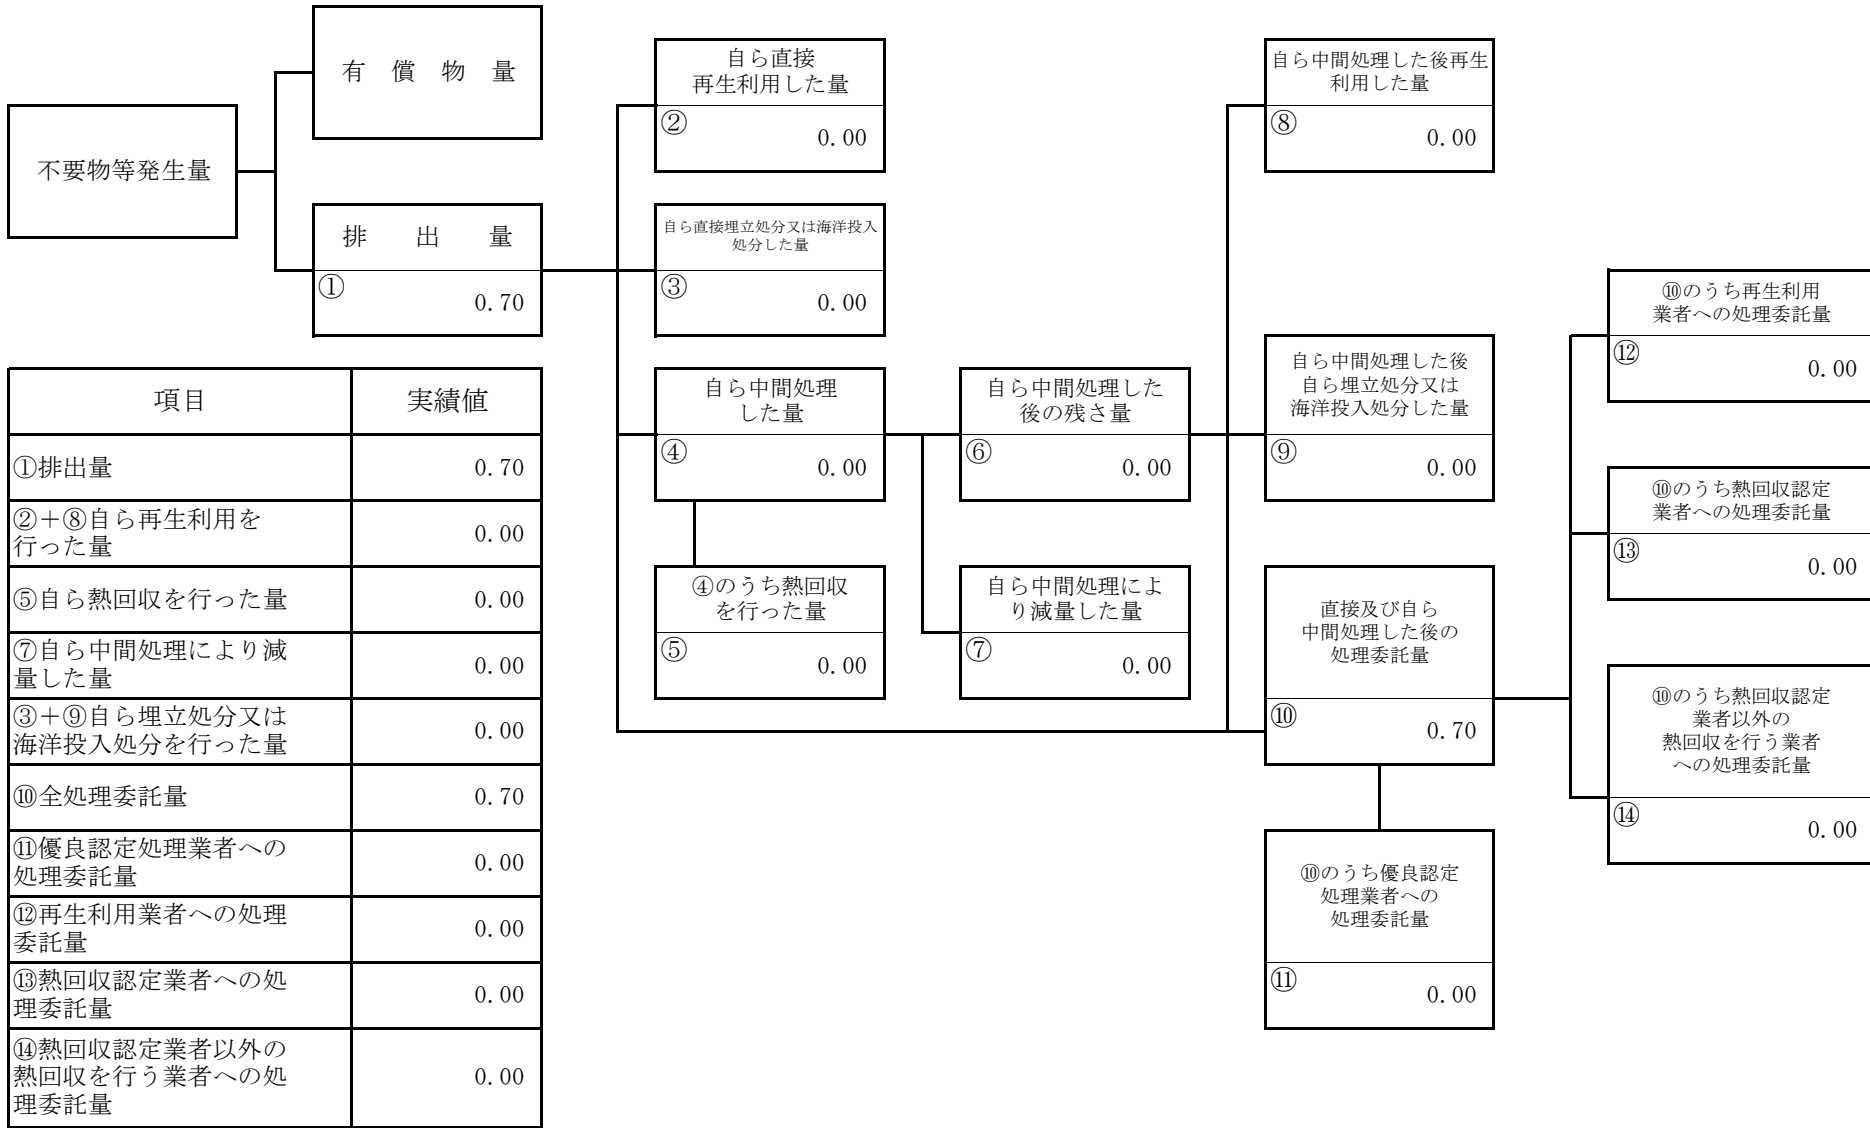 不要物等発生量
有 償 物 量
排 出 量
①
0.70
自ら直接
再生利用した量
②
0.00
自ら直接埋立処分又は海洋投入
処分した量
③
0.00
自ら中間処理
した量
④
0.00
④のうち熱回収
を行った量
⑤
0.00
自ら中間処理した
後の残さ量
⑥
0.00
自ら中間処理によ
り減量した量
⑦
0.00
自ら中間処理した後再生
利用した量
⑧
0.00
自ら中間処理した後
自ら埋立処分又は
海洋投入処分した量
⑨
0.00
直接及び自ら
中間処理した後の
処理委託量
⑩
0.70
⑩のうち優良認定
処理業者への
処理委託量
⑪
0.00
⑩のうち再生利用
業者への処理委託量
⑫
0.00
⑩のうち熱回収認定
業者への処理委託量
⑬
0.00
⑩のうち熱回収認定
業者以外の
熱回収を行う業者
への処理委託量
⑭
0.00
項目 実績値
①排出量 0.70
②+⑧自ら再生利用を
行った量 0.00
⑤自ら熱回収を行った量 0.00
⑦自ら中間処理により減
量した量 0.00
③+⑨自ら埋立処分又は
海洋投入処分を行った量 0.00
⑩全処理委託量 0.70
⑪優良認定処理業者への
処理委託量 0.00
⑫再生利用業者への処理
委託量 0.00
⑬熱回収認定業者への処
理委託量 0.00
⑭熱回収認定業者以外の
熱回収を行う業者への処
理委託量 0.00